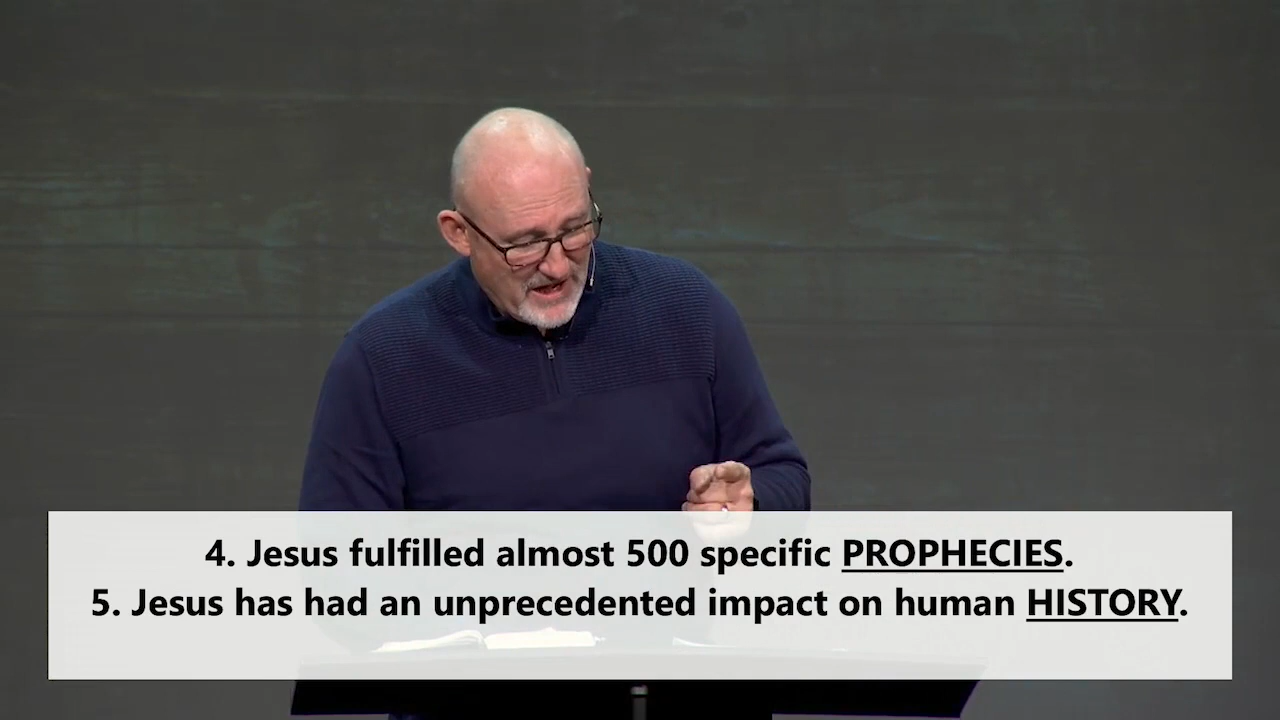 4. Jesus fulfilled almost 500 specific PROPHECIES.
5. Jesus has had an unprecedented impact on human HISTORY.